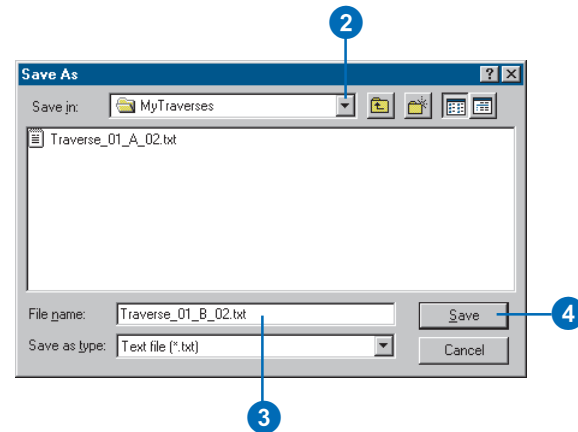 2
Save As
Save in: MyTraverses
Traverse_01_A_02.txt
File name: Traverse_01_B_02.txt Save 4
Save as type: Text file (*.txt) Cancel
3